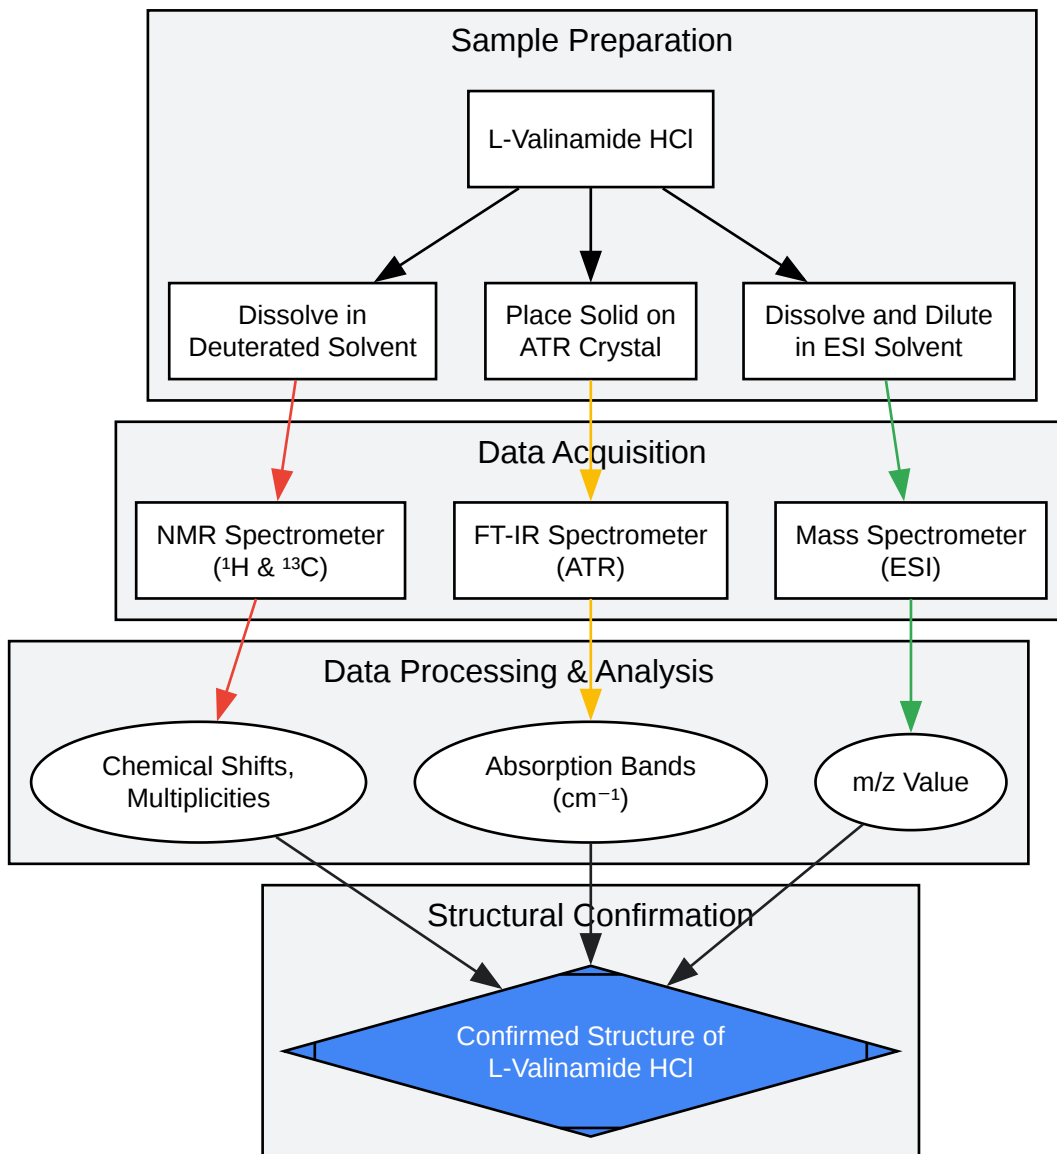 Sample Preparation
L-Valinamide HCl
Dissolve in
Deuterated Solvent
Place Solid on
ATR Crystal
Dissolve and Dilute
in ESI Solvent
Data Acquisition
NMR Spectrometer
(¹H & ¹³C)
FT-IR Spectrometer
(ATR)
Mass Spectrometer
(ESI)
Data Processing & Analysis
Chemical Shifts,
Multiplicities
Absorption Bands
(cm⁻¹)
m/z Value
Structural Confirmation
Confirmed Structure of
L-Valinamide HCl